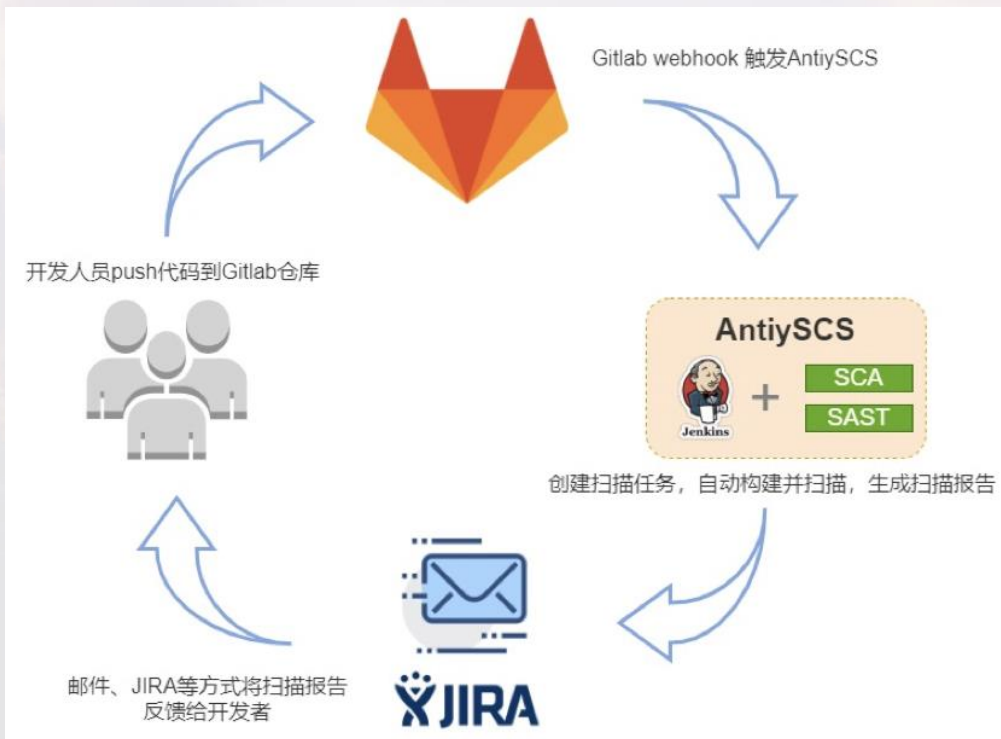 Gitlab webhook 触发AntiySCS
开发人员push代码到Gitlab仓库
AntiySCS
Jenkins
+
SCA
SAST
创建扫描任务，自动构建并扫描，生成扫描报告
邮件、JIRA等方式将扫描报告
反馈给开发者
JIRA